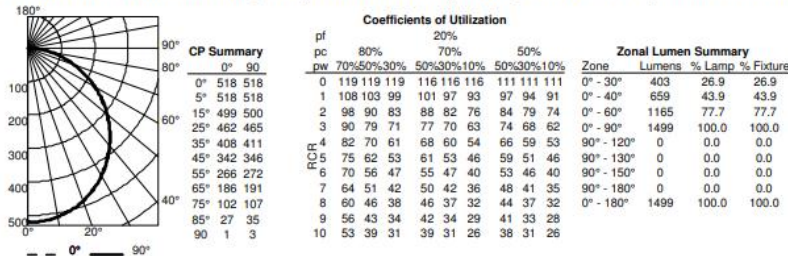 180°
90°
80°
60°
40°
100
200
300
400
500
20°
0° 90°
CP Summary
0° 90
0° 518 518
5° 518 518
15° 499 500
25° 462 465
35° 408 411
45° 342 346
55° 266 272
65° 186 191
75° 102 107
85° 27 35
90 1 3
Coefficients of Utilization
pf 20%
pc 80% 70% 50%
pw 70%50%30% 50%30%10% 50%30%10%
RCR
0 119 119 119 116 116 116 111 111 111
1 108 103 99 101 97 93 97 94 91
2 98 90 83 88 82 76 84 79 74
3 90 79 71 77 70 63 74 68 62
4 82 70 61 68 60 54 66 59 53
5 75 62 53 61 53 46 59 51 46
6 70 56 47 55 47 40 53 46 40
7 64 51 42 50 42 36 48 41 35
8 60 46 38 46 37 32 44 37 32
9 56 43 34 42 34 29 41 33 28
10 53 39 31 39 31 26 38 31 26
Zonal Lumen Summary
Zone Lumens % Lamp % Fixture
0° - 30° 403 26.9 26.9
0° - 40° 659 43.9 43.9
0° - 60° 1165 77.7 77.7
0° - 90° 1499 100.0 100.0
90° - 120° 0 0.0 0.0
90° - 130° 0 0.0 0.0
90° - 150° 0 0.0 0.0
90° - 180° 0 0.0 0.0
0° - 180° 1499 100.0 100.0